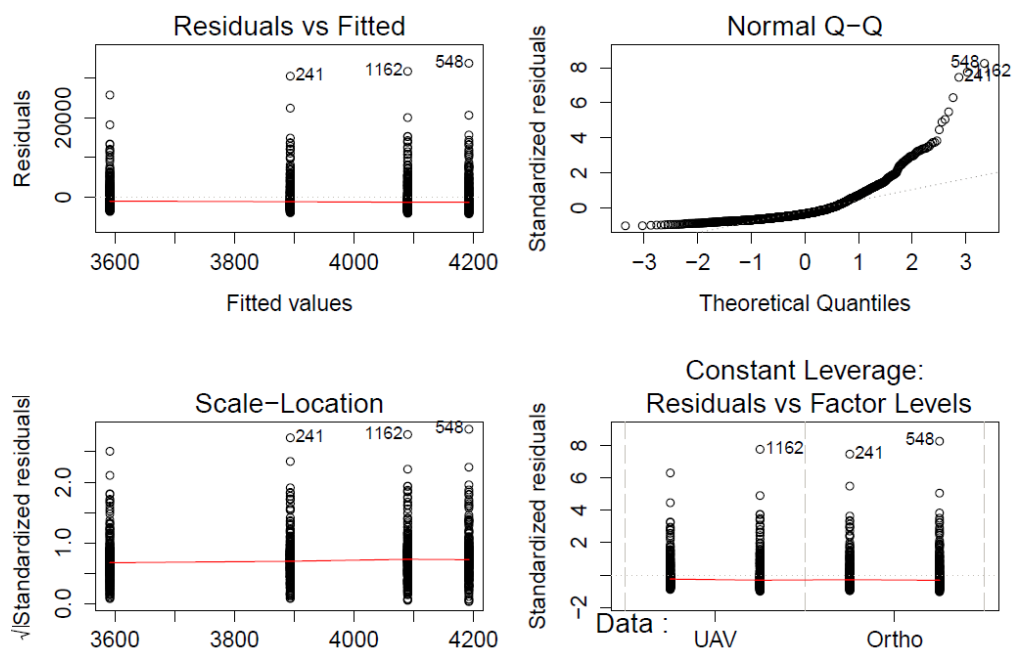 Residuals vs Fitted
Residuals
0 20000
241
1162
548
3600 3800 4000 4200
Fitted values
Normal Q−Q
Standardized residuals
0 2 4 6 8
548
1162
241
−3 −2 −1 0 1 2 3
Theoretical Quantiles
Scale−Location
√|Standardized residuals|
0.0 1.0 2.0
241
1162
548
3600 3800 4000 4200
Constant Leverage:
Residuals vs Factor Levels
Standardized residuals
−2 2 4 6 8
1162
241
548
Data :
UAV Ortho